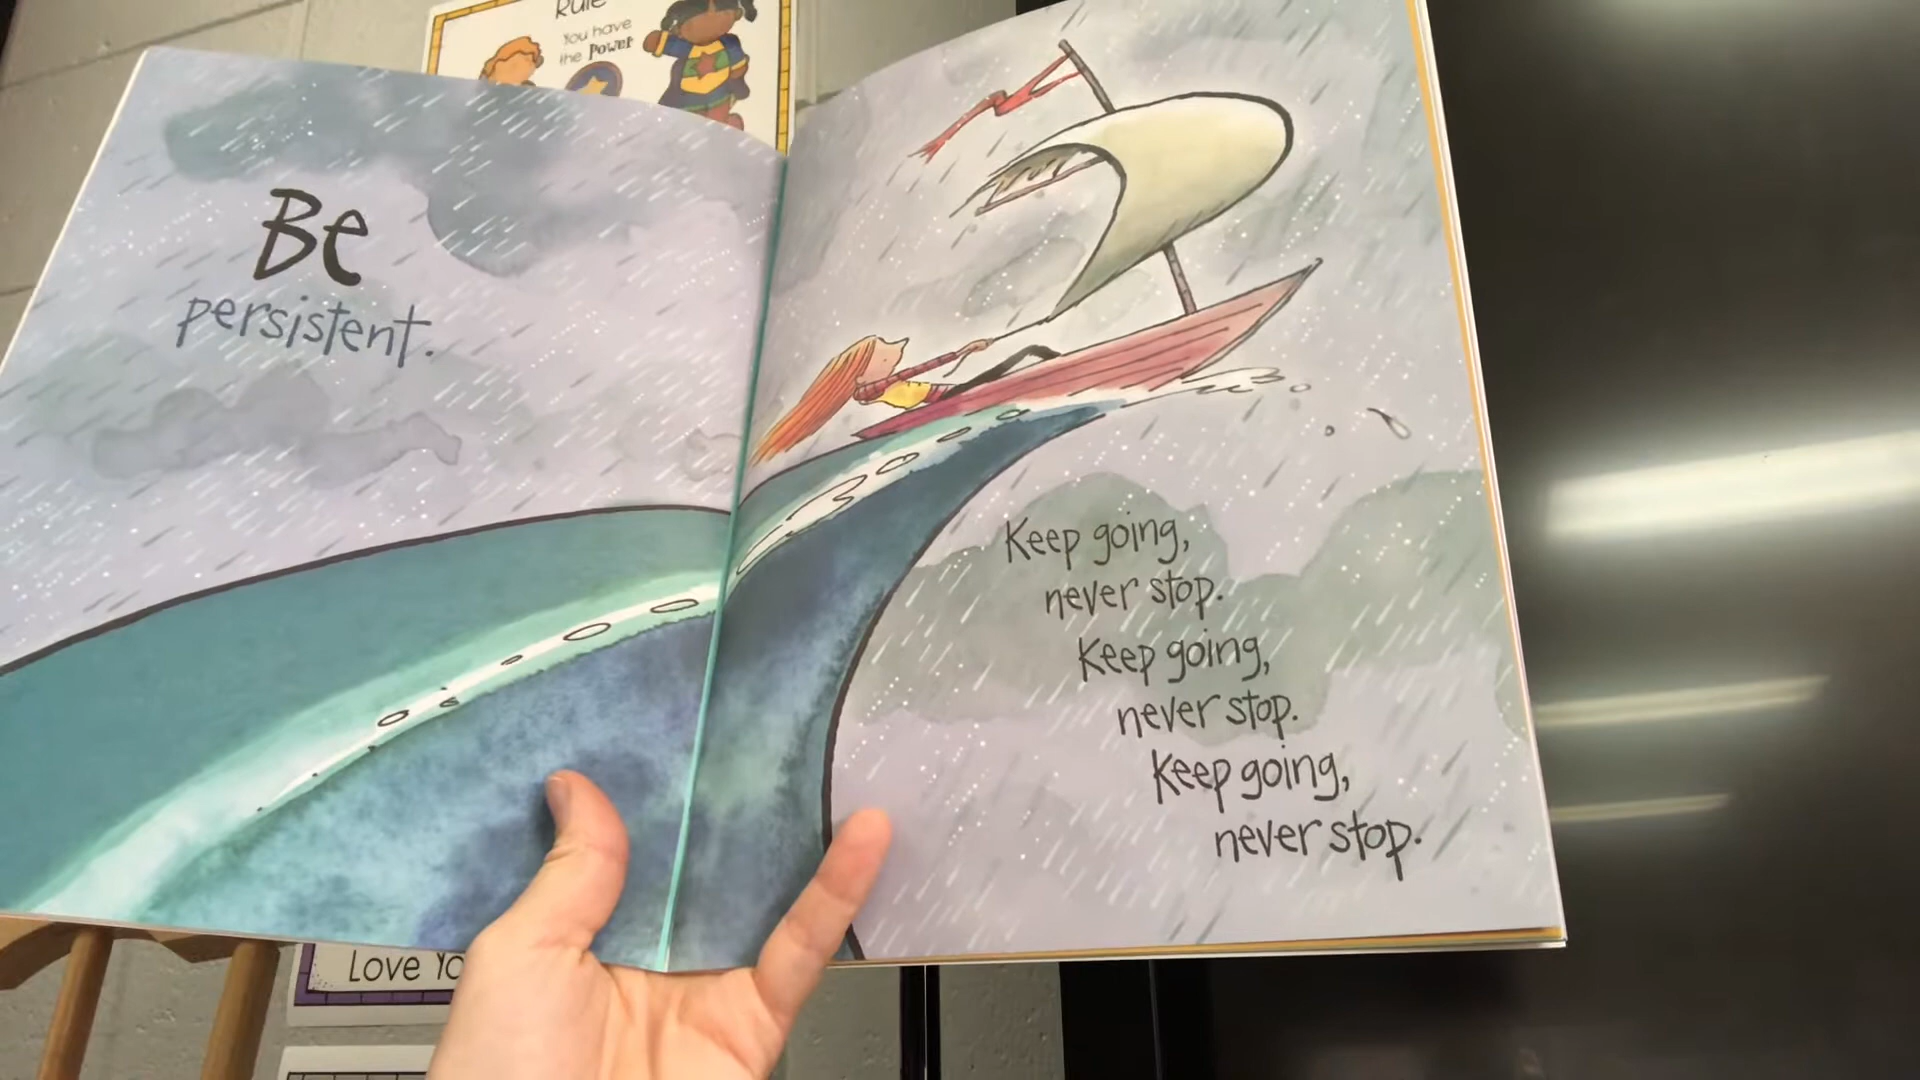 Rule
You have
the Power
Be
persistent.
Keep going,
never stop.
Keep going,
never stop.
Keep going,
never stop.
Love Yo